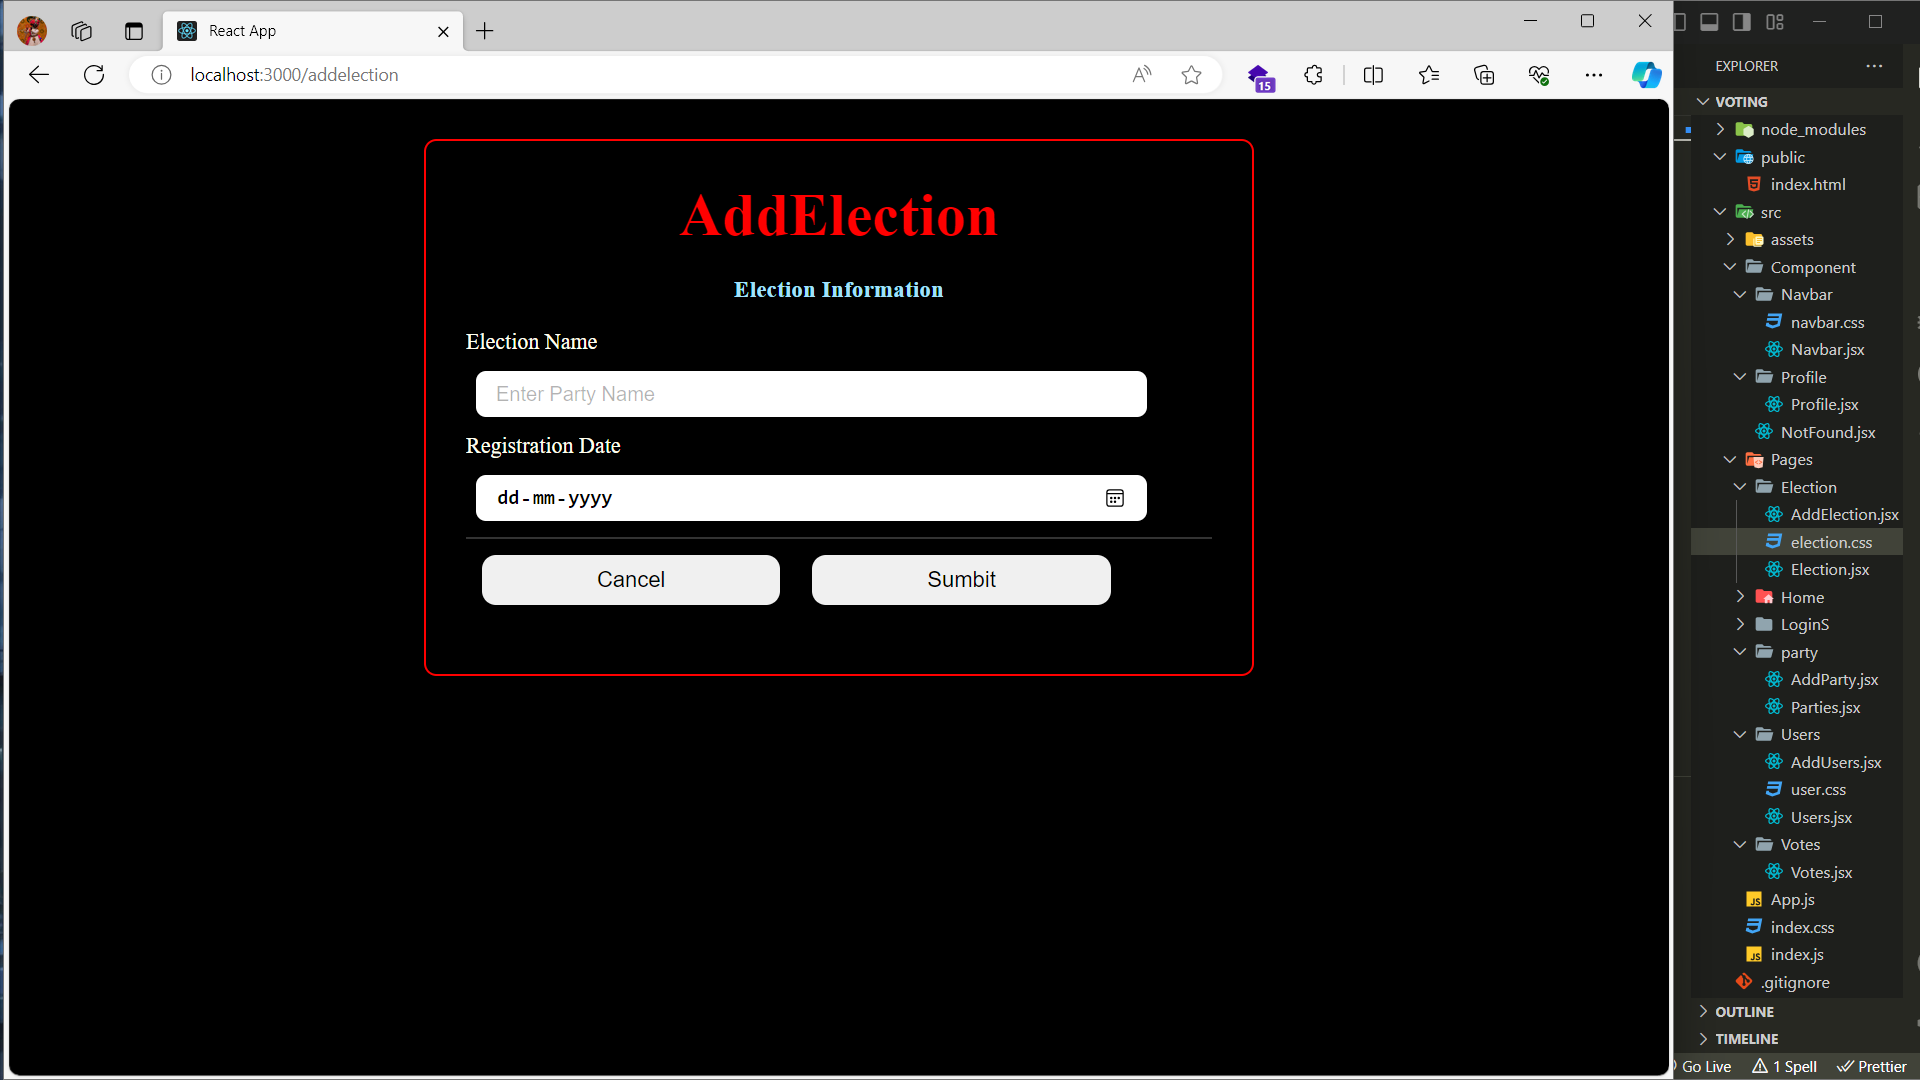 React App
localhost:3000/addelection
15
AddElection
Election Information
Election Name
Enter Party Name
Registration Date
dd-mm-yyyy
Cancel
Sumbit
EXPLORER
VOTING
node_modules
public
index.html
src
assets
Component
Navbar
navbar.css
Navbar.jsx
Profile
Profile.jsx
NotFound.jsx
Pages
Election
AddElection.jsx
election.css
Election.jsx
Home
LoginS
party
AddParty.jsx
Parties.jsx
Users
AddUsers.jsx
user.css
Users.jsx
Votes
Votes.jsx
App.js
index.css
index.js
.gitignore
OUTLINE
TIMELINE
Go Live 1 Spell Prettier